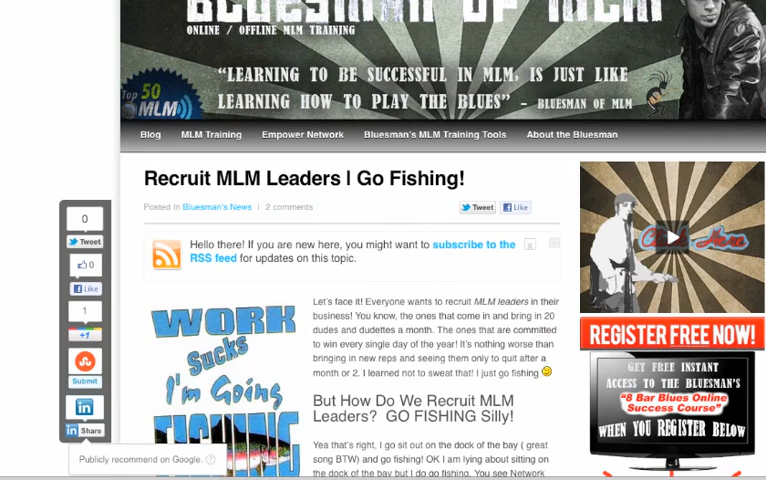 BLUESMAN OF MLM
ONLINE / OFFLINE MLM TRAINING
"LEARNING TO BE SUCCESSFUL IN MLM, IS JUST LIKE
LEARNING HOW TO PLAY THE BLUES" - BLUESMAN OF MLM
Top 50
MLM
Blog MLM Training Empower Network Bluesman's MLM Training Tools About the Bluesman
Recruit MLM Leaders | Go Fishing!
Posted In Bluesman's News | 2 comments
Tweet Like
Hello there! If you are new here, you might want to subscribe to the x
RSS feed for updates on this topic.
WORK
Sucks
I'm Going
FISHING
Let's face it! Everyone wants to recruit MLM leaders in their
business! You know, the ones that come in and bring in 20
dudes and dudettes a month. The ones that are committed
to win every single day of the year! It's nothing worse than
bringing in new reps and seeing them only to quit after a
month or 2. I learned not to sweat that! I just go fishing
But How Do We Recruit MLM
Leaders? GO FISHING Silly!
Yea that's right, I go sit out on the dock of the bay ( great
song BTW) and go fishing! OK I am lying about sitting on
the dock of the bay but I do go fishing. You see Network
0
Tweet
0
Like
1
+1
Submit
in
in Share
Publicly recommend on Google. ?
Click Here
REGISTER FREE NOW!
GET FREE INSTANT
ACCESS TO THE BLUESMAN'S
"8 Bar Blues Online
Success Course"
WHEN YOU REGISTER BELOW